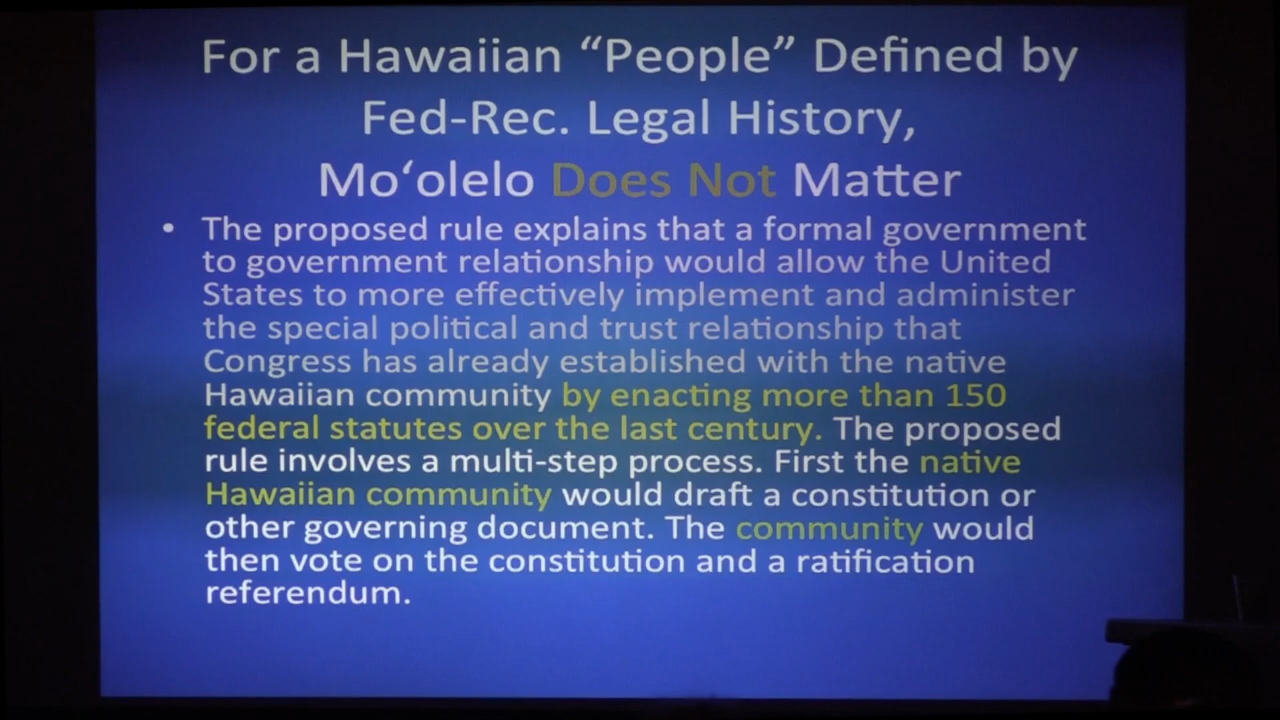 For a Hawaiian “People” Defined by
Fed-Rec. Legal History,
Mo‘olelo Does Not Matter
• The proposed rule explains that a formal government
to government relationship would allow the United
States to more effectively implement and administer
the special political and trust relationship that
Congress has already established with the native
Hawaiian community by enacting more than 150
federal statutes over the last century. The proposed
rule involves a multi-step process. First the native
Hawaiian community would draft a constitution or
other governing document. The community would
then vote on the constitution and a ratification
referendum.